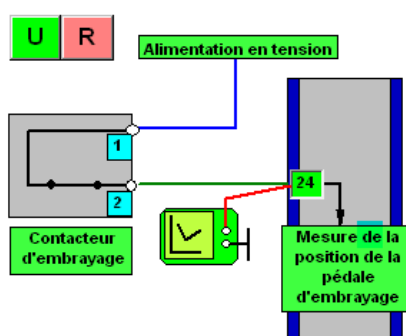 U R
Alimentation en tension
1
2
24
Contacteur
d'embrayage
Mesure de la
position de la
pédale
d'embrayage